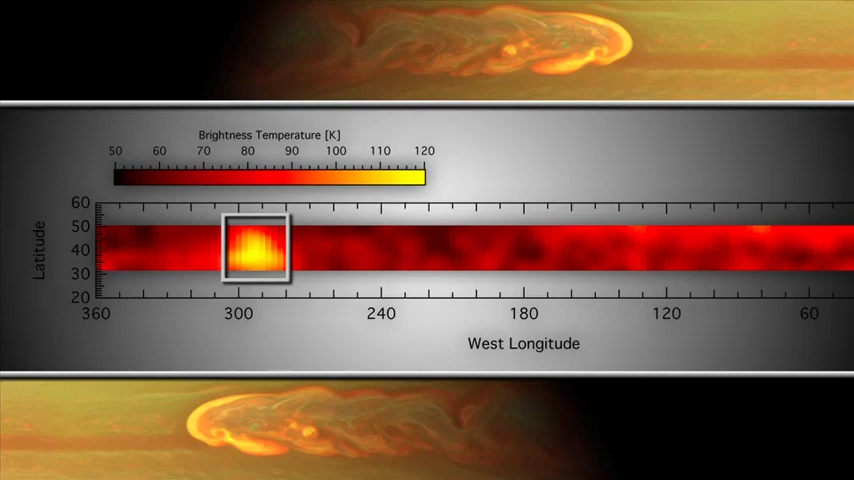 Brightness Temperature [K]
50 60 70 80 90 100 110 120
60
50
40
30
20
Latitude
360 300 240 180 120 60
West Longitude